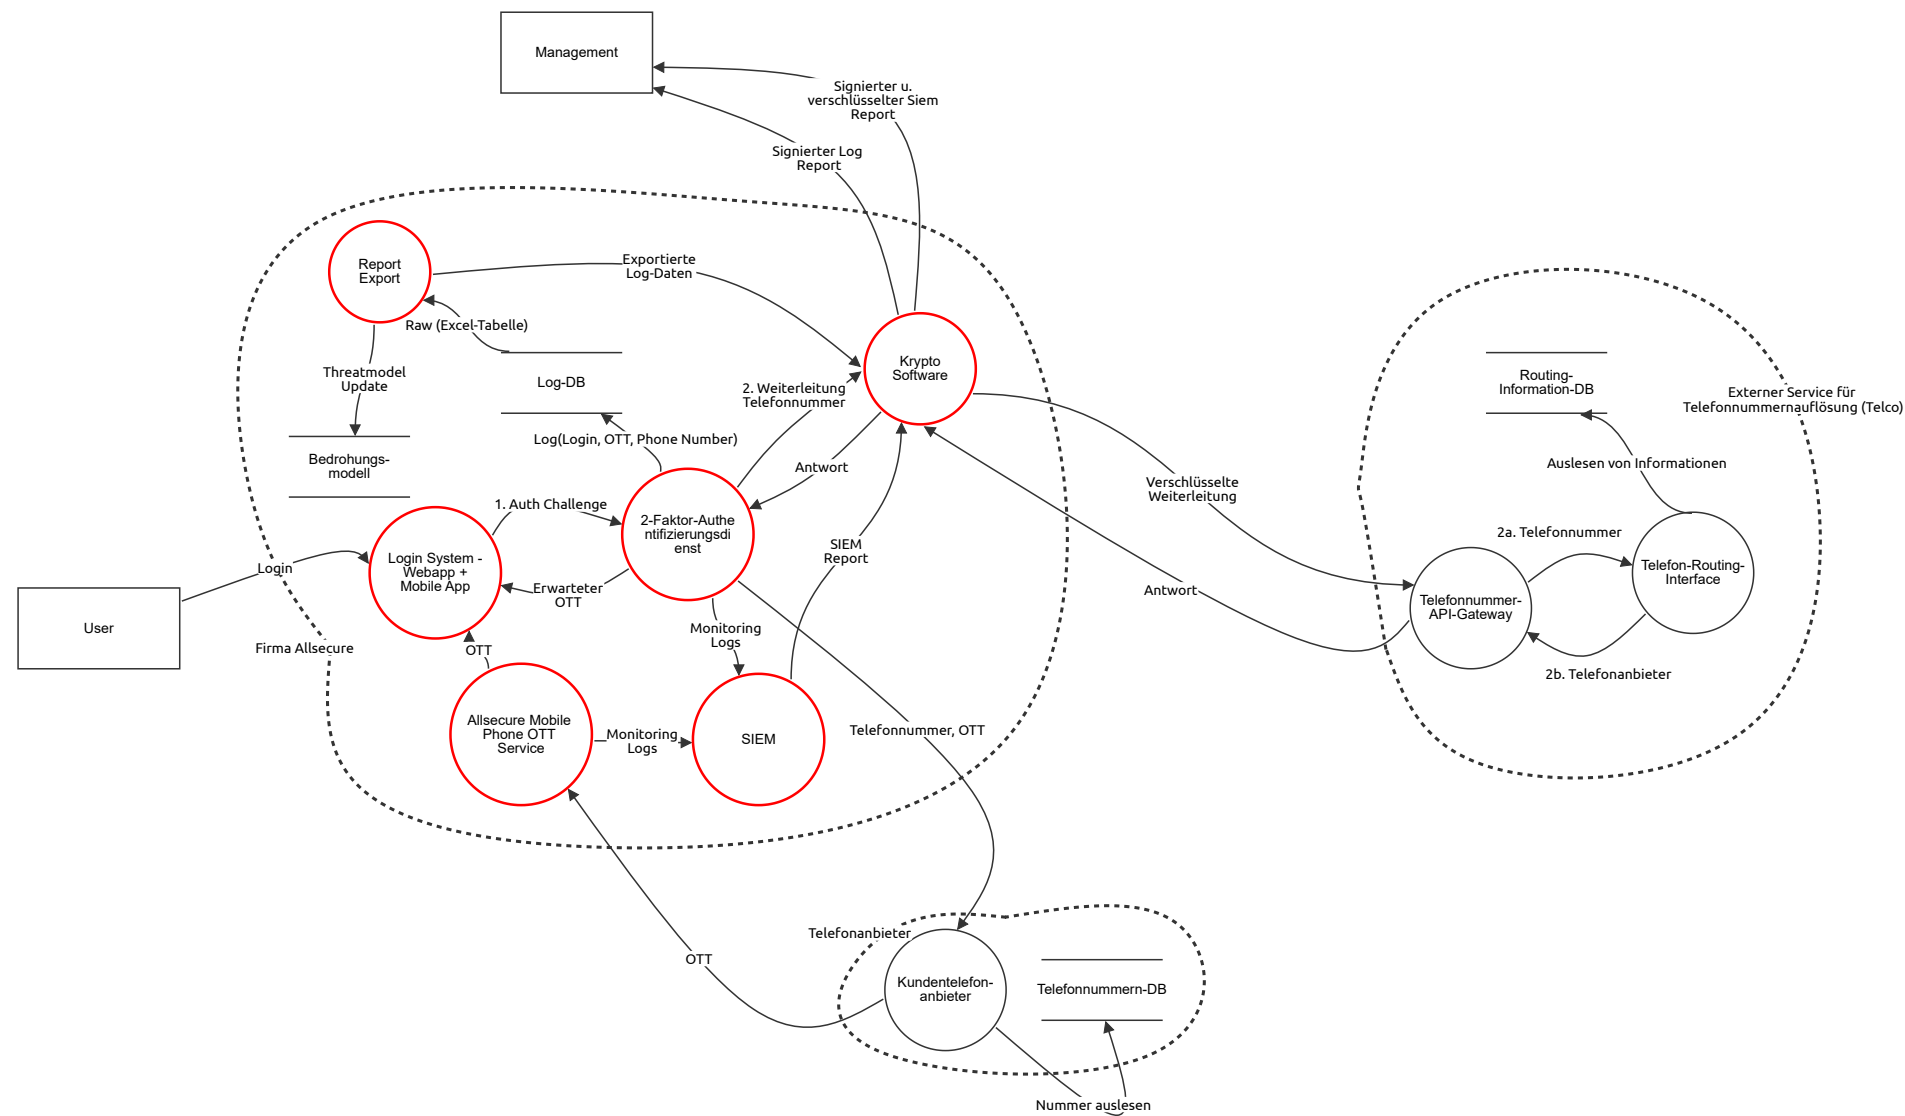 Management
Signierter u.
verschlüsselter Siem
Report
Signierter Log
Report
Report
Export
Exportierte
Log-Daten
Raw (Excel-Tabelle)
Threatmodel
Update
Log-DB
Krypto
Software
2. Weiterleitung
Telefonnummer
Log(Login, OTT, Phone Number)
Bedrohungs-
modell
Antwort
1. Auth Challenge
2-Faktor-Authe
ntifizierungsdi
enst
Login System -
Webapp +
Mobile App
Login
User
Erwarteter
OTT
SIEM
Report
Firma Allsecure
OTT
Monitoring
Logs
Allsecure Mobile
Phone OTT
Service
Monitoring
Logs
SIEM
Telefonnummer, OTT
Verschlüsselte
Weiterleitung
Antwort
Routing-
Information-DB
Externer Service für
Telefonnummernauflösung (Telco)
Auslesen von Informationen
2a. Telefonnummer
Telefon-Routing-
Interface
Telefonnummer-
API-Gateway
2b. Telefonanbieter
Telefonanbieter
OTT
Kundentelefon-
anbieter
Telefonnummern-DB
Nummer auslesen